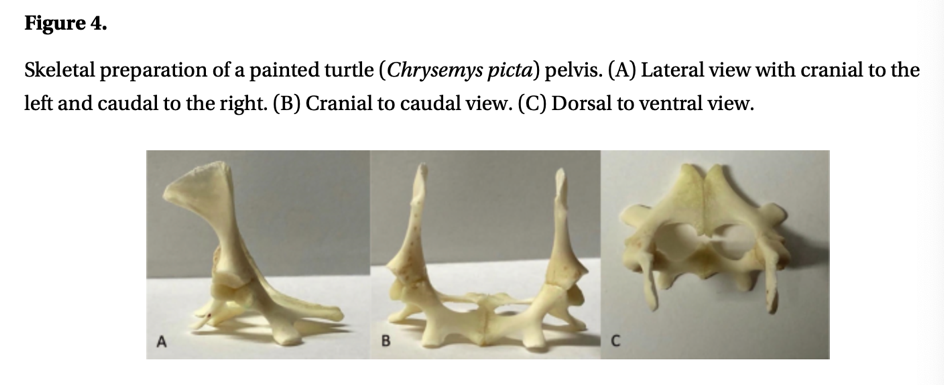 Figure 4.
Skeletal preparation of a painted turtle (Chrysemys picta) pelvis. (A) Lateral view with cranial to the
left and caudal to the right. (B) Cranial to caudal view. (C) Dorsal to ventral view.
A B C